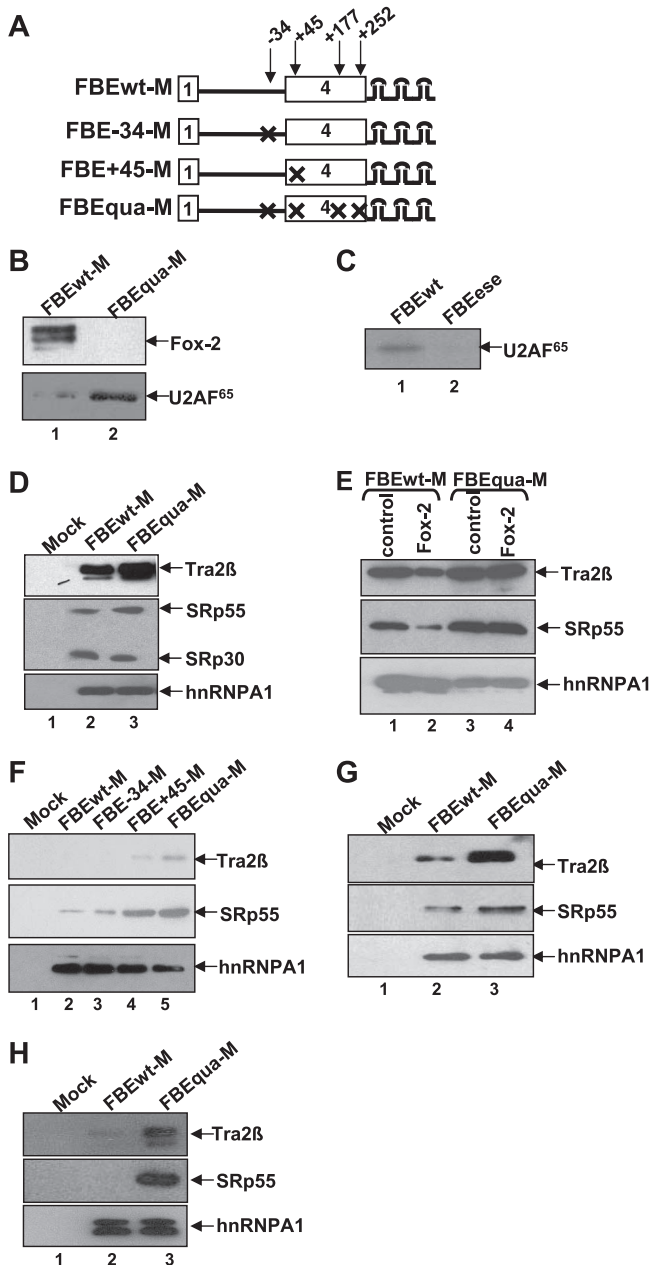 A
-34 +45 +177 +252
FBEwt-M 1 4
FBE-34-M 1 4
FBE+45-M 1 4
FBEqua-M 1 4
B
FBEwt-M FBEqua-M
Fox-2
U2AF65
1 2
C
FBEwt FBEese
U2AF65
1 2
D
Mock FBEwt-M FBEqua-M
Tra2ß
SRp55
SRp30
hnRNPA1
1 2 3
E
FBEwt-M FBEqua-M
control Fox-2 control Fox-2
Tra2ß
SRp55
hnRNPA1
1 2 3 4
F
Mock FBEwt-M FBE-34-M FBE+45-M FBEqua-M
Tra2ß
SRp55
hnRNPA1
1 2 3 4 5
G
Mock FBEwt-M FBEqua-M
Tra2ß
SRp55
hnRNPA1
1 2 3
H
Mock FBEwt-M FBEqua-M
Tra2ß
SRp55
hnRNPA1
1 2 3